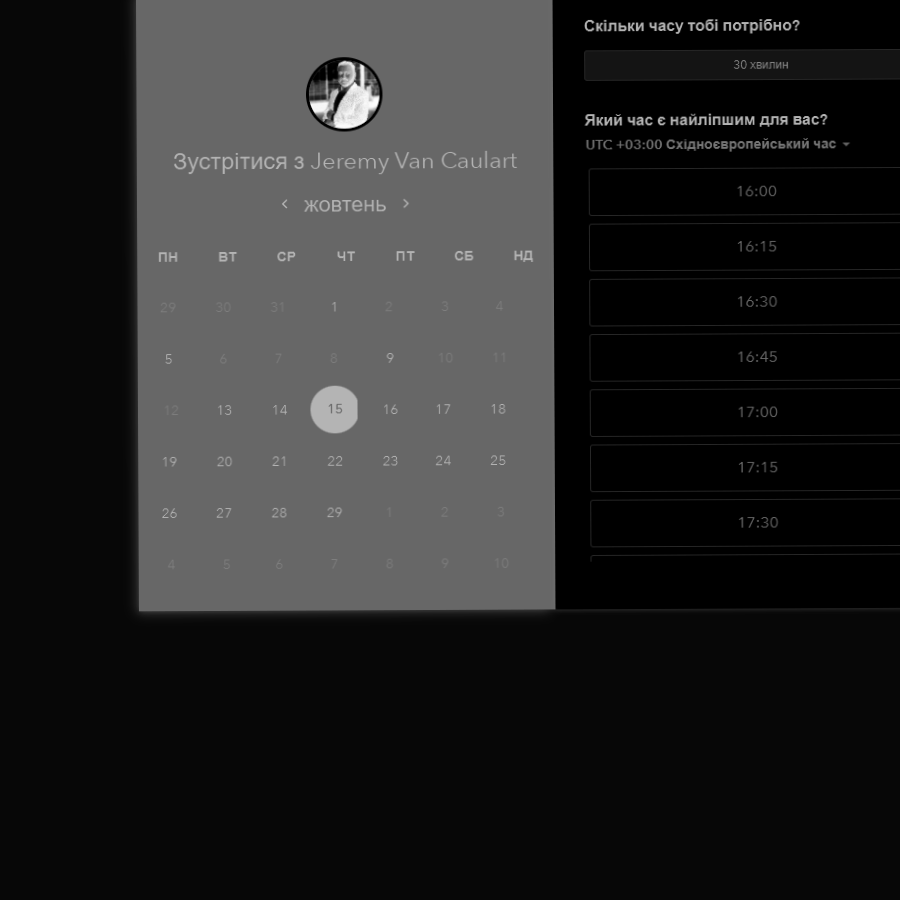 Зустрітися з Jeremy Van Caulart
жовтень
ПН ВТ СР ЧТ ПТ СБ НД
29 30 31 1 2 3 4
5 6 7 8 9 10 11
12 13 14 15 16 17 18
19 20 21 22 23 24 25
26 27 28 29 1 2 3
4 5 6 7 8 9 10
Скільки часу тобі потрібно?
30 хвилин
Який час є найліпшим для вас?
UTC +03:00 Східноєвропейський час
16:00
16:15
16:30
16:45
17:00
17:15
17:30